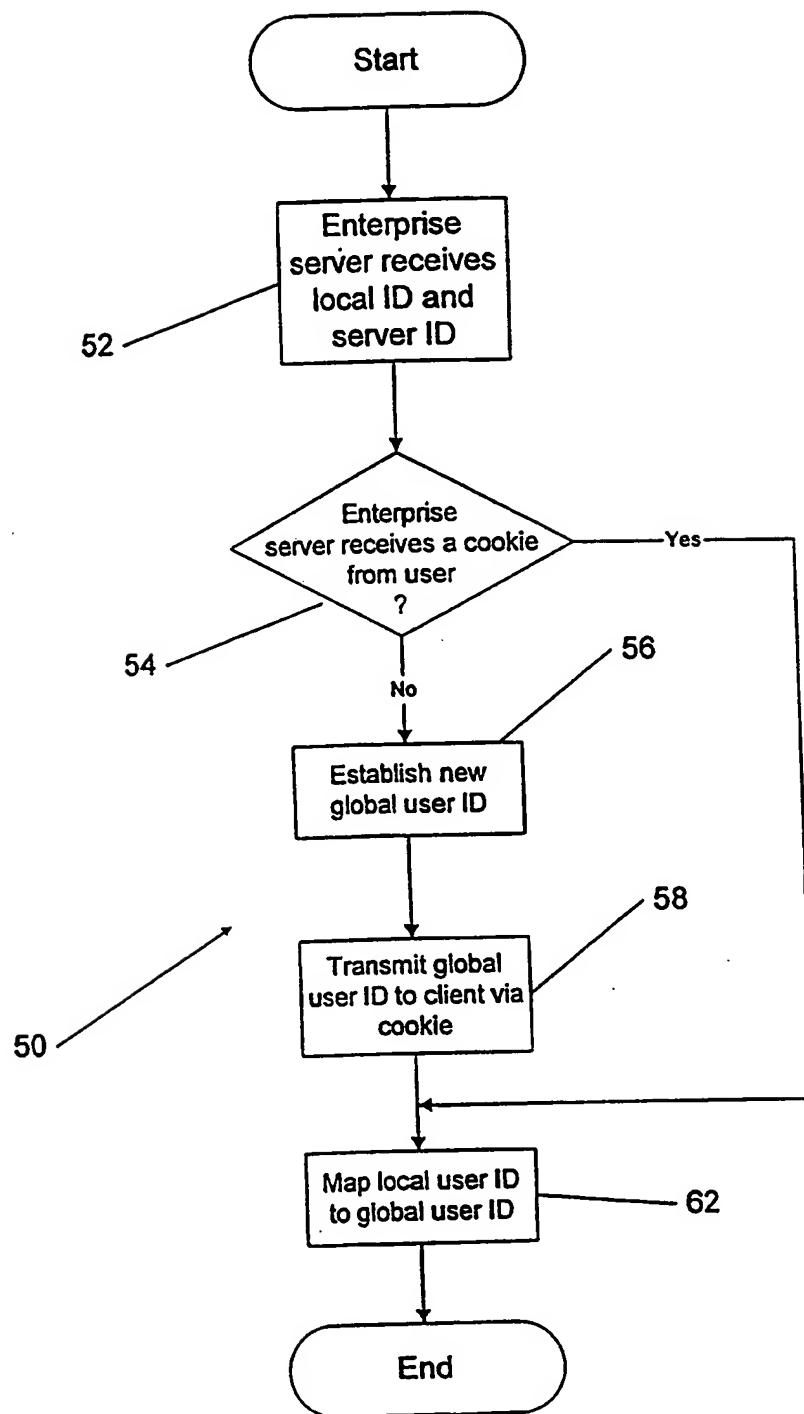 Start
Enterprise
server receives
local ID and
server ID
52
Enterprise
server receives a cookie
from user
?
Yes
54
No
56
Establish new
global user ID
58
Transmit global
user ID to client via
cookie
50
Map local user ID
to global user ID
62
End